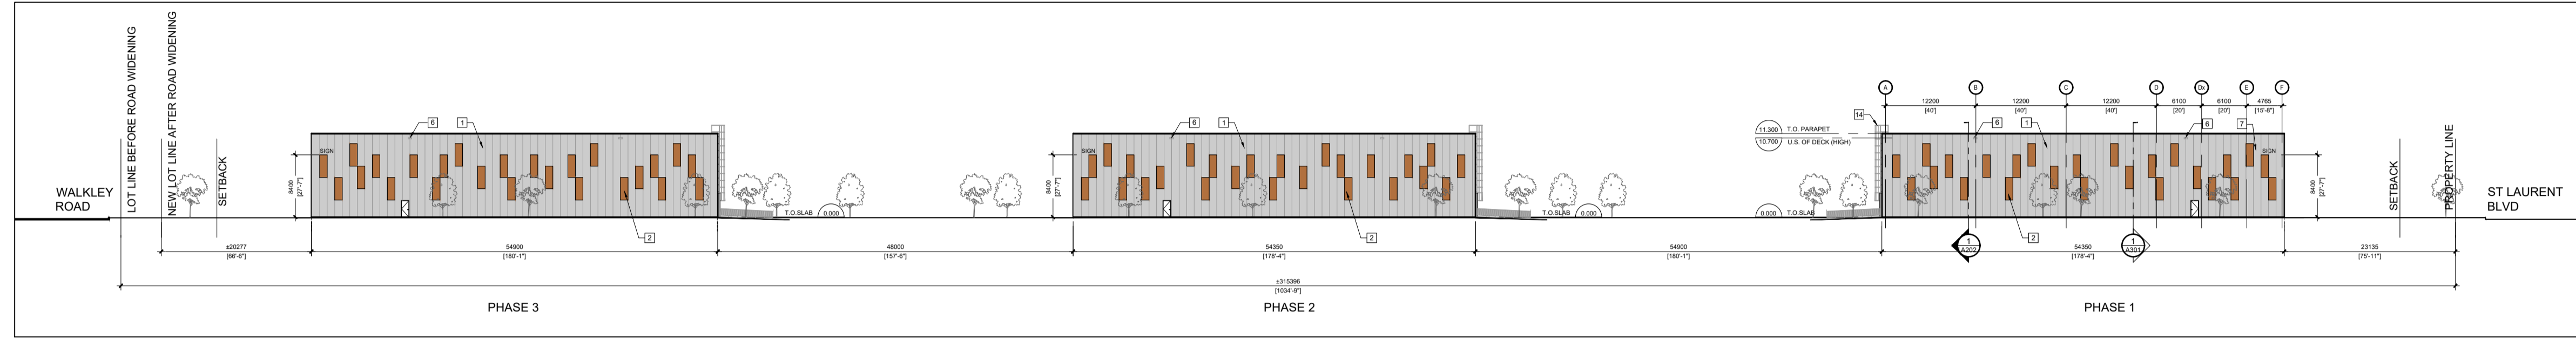 WALKLEY
ROAD
LOT LINE BEFORE ROAD WIDENING
NEW LOT LINE AFTER ROAD WIDENING
SETBACK
SIGN
6
1
8400
[27'-7"]
2
T.O.SLAB
0.000
SIGN
6
1
8400
[27'-7"]
2
T.O.SLAB
0.000
11.300 T.O. PARAPET
10.700 U.S. OF DECK (HIGH)
0.000 T.O.SLAB
14
A
B
C
D
Dx
E
F
12200
[40']
12200
[40']
12200
[40']
6100
[20']
6100
[20']
4765
[15'-8"]
6
1
6
7
SIGN
8400
[27'-7"]
2
1
A202
1
A301
SETBACK
PROPERTY LINE
ST LAURENT
BLVD
±20277
[66'-6"]
54900
[180'-1"]
48000
[157'-6"]
54350
[178'-4"]
54900
[180'-1"]
54350
[178'-4"]
23135
[75'-11"]
±315396
[1034'-9"]
PHASE 3
PHASE 2
PHASE 1